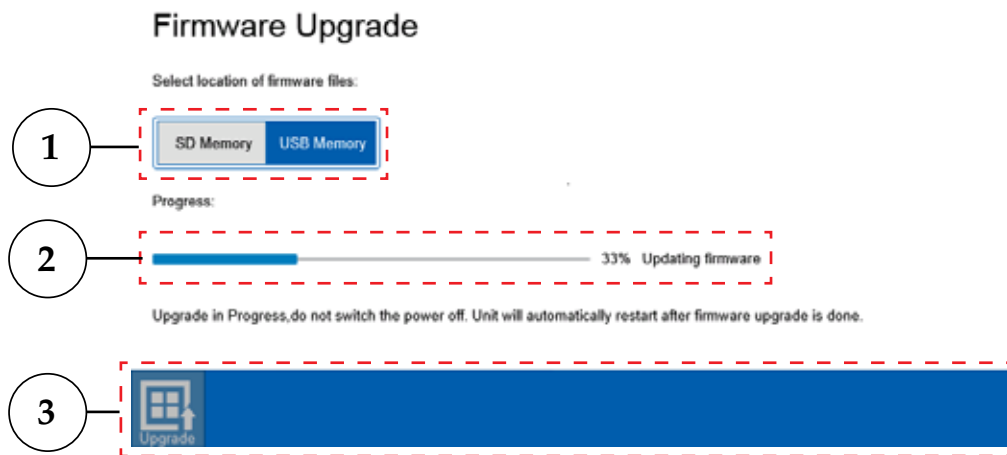 Firmware Upgrade
Select location of firmware files:
1
SD Memory USB Memory
Progress:
2
33% Updating firmware
Upgrade in Progress,do not switch the power off. Unit will automatically restart after firmware upgrade is done.
3
Upgrade